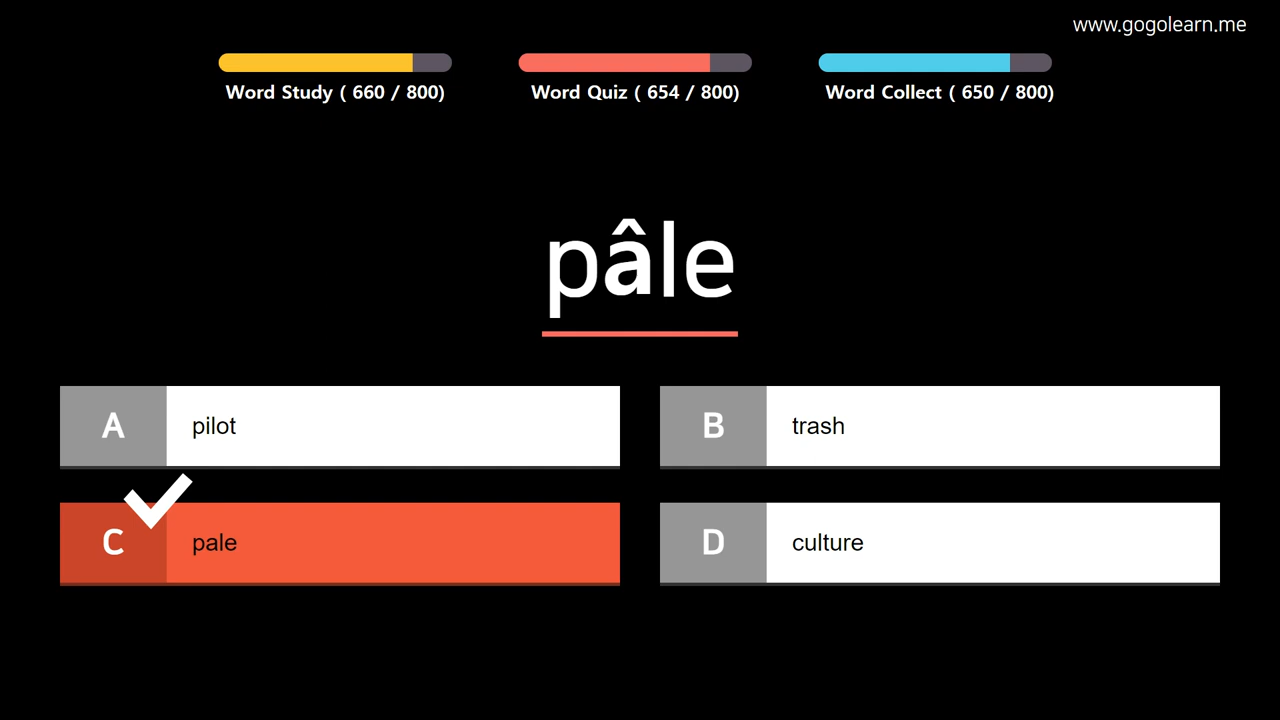 www.gogolearn.me
Word Study ( 660 / 800)
Word Quiz ( 654 / 800)
Word Collect ( 650 / 800)
pâle
A pilot
B trash
C pale
D culture